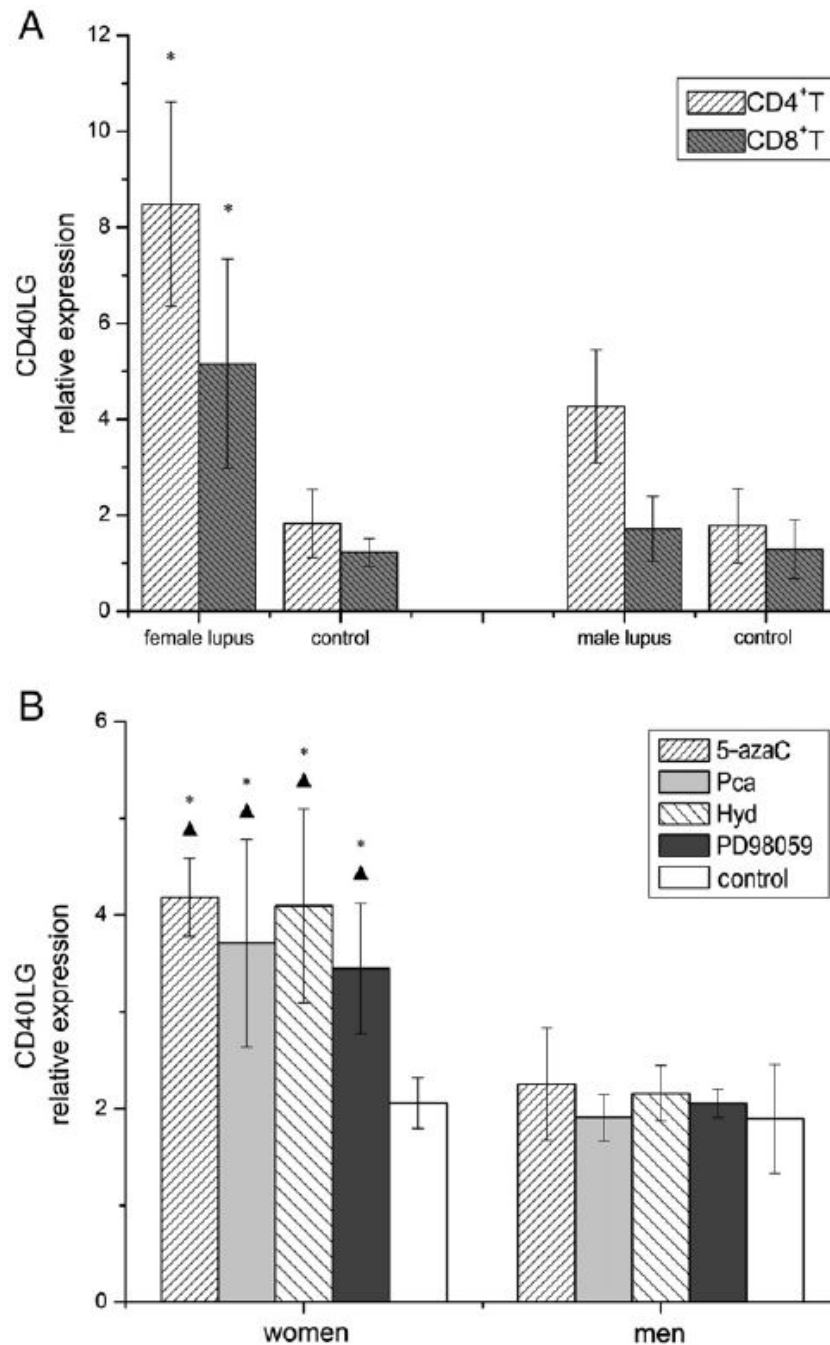 A
12
10
8
6
4
2
0
CD40LG
relative expression
*
*
CD4⁺T
CD8⁺T
female lupus
control
male lupus
control
B
6
4
2
0
CD40LG
relative expression
*
▲
*
▲
*
▲
*
▲
5-azaC
Pca
Hyd
PD98059
control
women
men